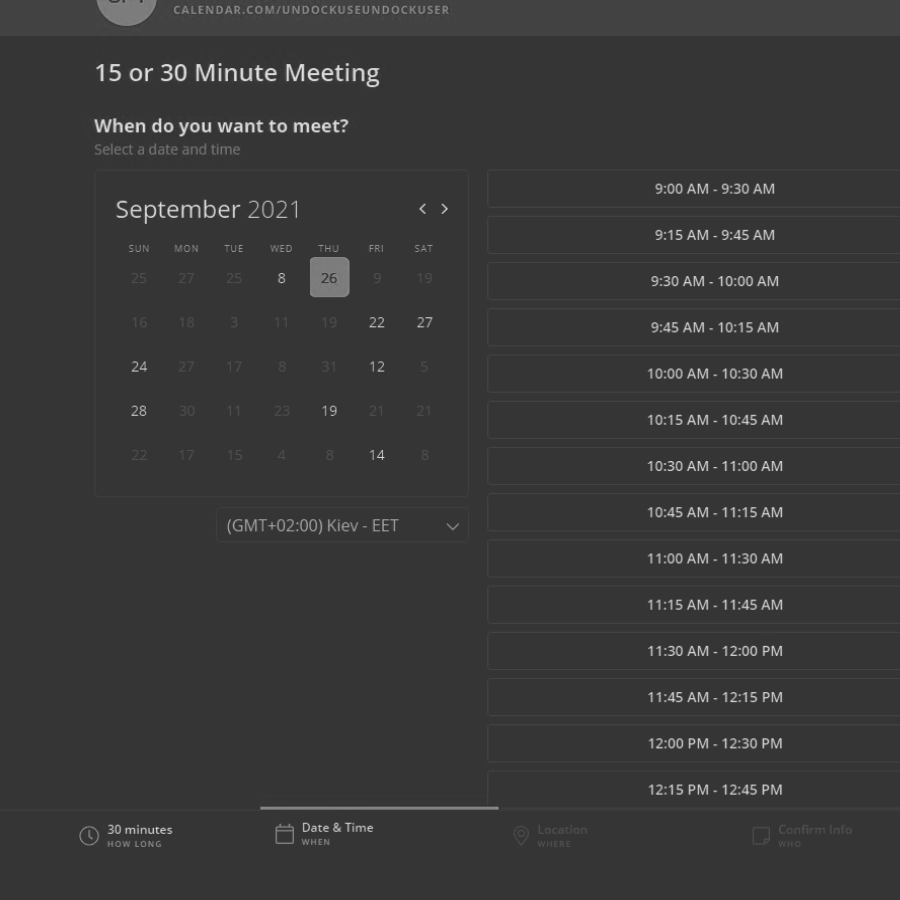 CALENDAR.COM/UNDOCKUSEUNDOCKUSER
15 or 30 Minute Meeting
When do you want to meet?
Select a date and time
September 2021
SUN MON TUE WED THU FRI SAT
25 27 25 8 26 9 19
16 18 3 11 19 22 27
24 27 17 8 31 12 5
28 30 11 23 19 21 21
22 17 15 4 8 14 8
(GMT+02:00) Kiev - EET
9:00 AM - 9:30 AM
9:15 AM - 9:45 AM
9:30 AM - 10:00 AM
9:45 AM - 10:15 AM
10:00 AM - 10:30 AM
10:15 AM - 10:45 AM
10:30 AM - 11:00 AM
10:45 AM - 11:15 AM
11:00 AM - 11:30 AM
11:15 AM - 11:45 AM
11:30 AM - 12:00 PM
11:45 AM - 12:15 PM
12:00 PM - 12:30 PM
12:15 PM - 12:45 PM
30 minutes
HOW LONG
Date & Time
WHEN
Location
WHERE
Confirm Info
WHO